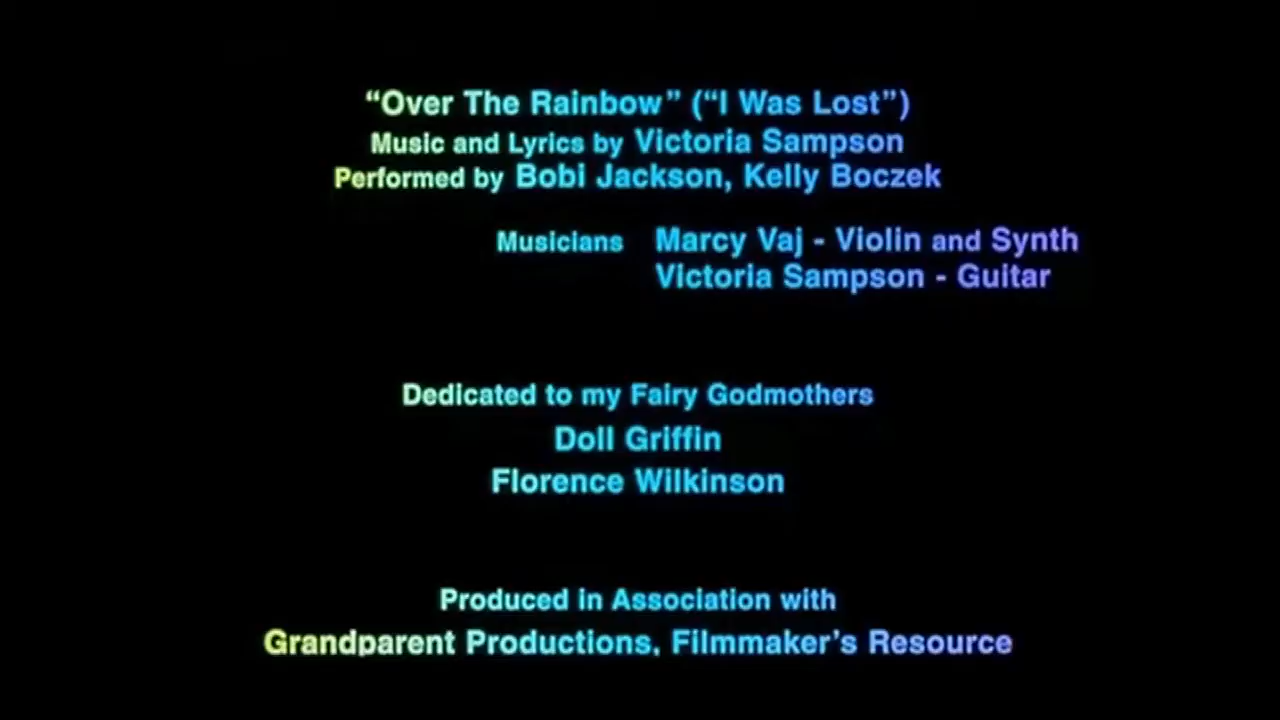 “Over The Rainbow” (“I Was Lost”)
Music and Lyrics by Victoria Sampson
Performed by Bobi Jackson, Kelly Boczek
Musicians Marcy Vaj - Violin and Synth
Victoria Sampson - Guitar
Dedicated to my Fairy Godmothers
Doll Griffin
Florence Wilkinson
Produced in Association with
Grandparent Productions, Filmmaker’s Resource